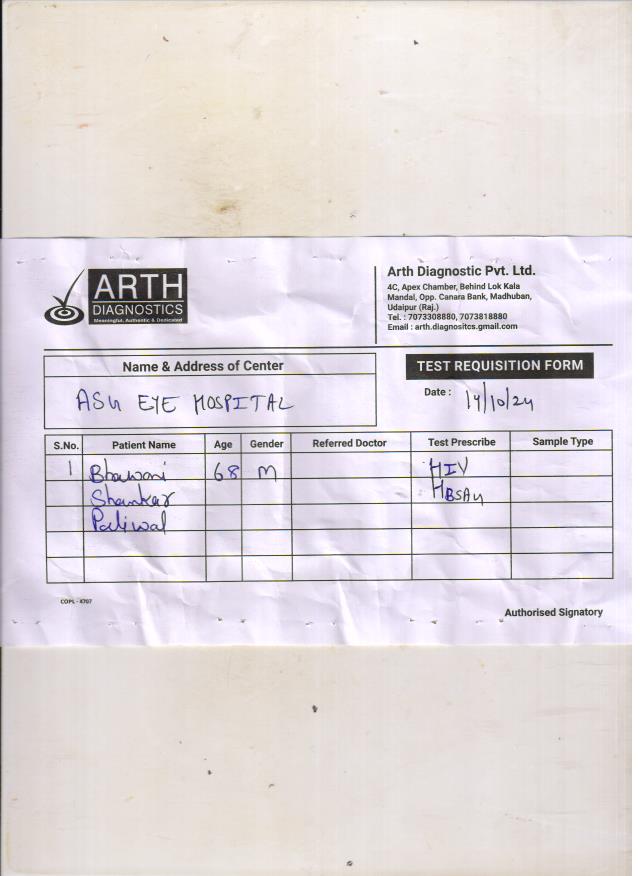 ARTH
DIAGNOSTICS
Meaningful, Authentic & Dedicated
Arth Diagnostic Pvt. Ltd.
4C, Apex Chamber, Behind Lok Kala
Mandal, Opp. Canara Bank, Madhuban,
Udaipur (Raj.)
Tel. : 7073308880, 7073818880
Email : arth.diagnositcs.gmail.com
Name & Address of Center
TEST REQUISITION FORM
ASG EYE HOSPITAL
Date : 14/10/24
S.No. Patient Name Age Gender Referred Doctor Test Prescribe Sample Type
1 Bhawani 68 M HIV
Shankar HBSAG
Paliwal
COPL - 4707
Authorised Signatory